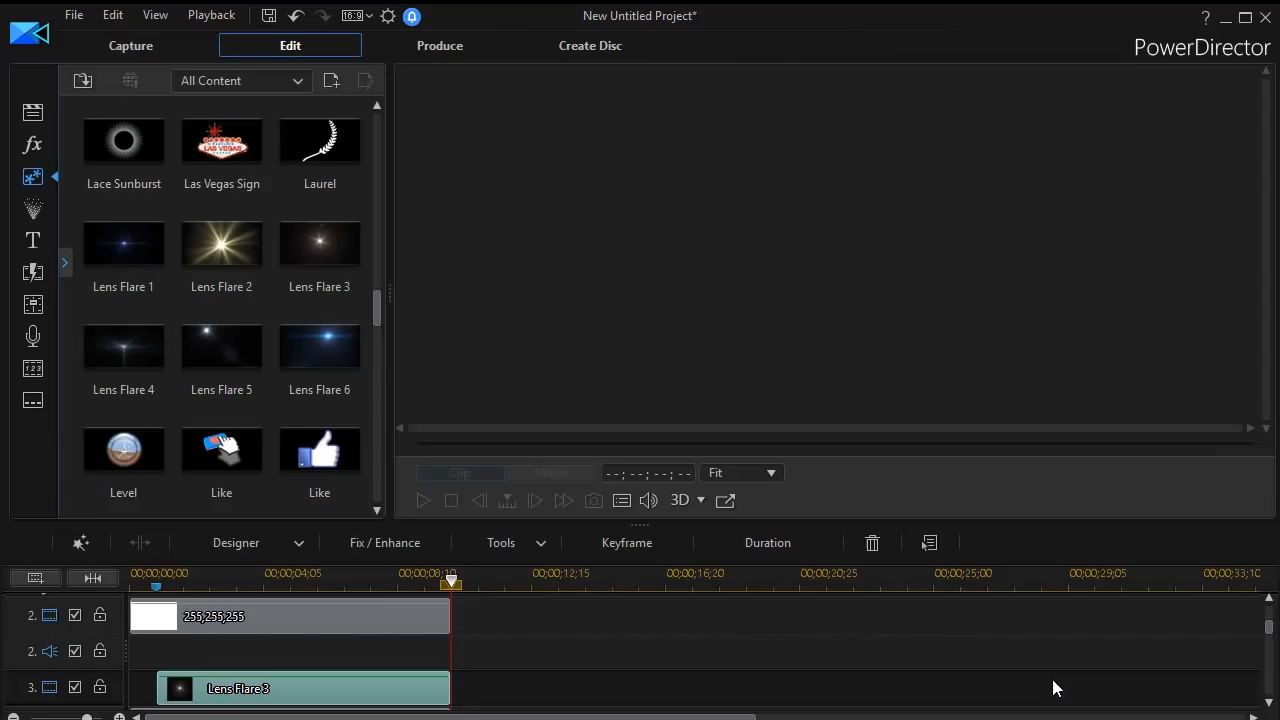 File Edit View Playback 16:9 New Untitled Project* ?
Capture Edit Produce Create Disc PowerDirector
All Content
Lace Sunburst Las Vegas Sign Laurel
Lens Flare 1 Lens Flare 2 Lens Flare 3
Lens Flare 4 Lens Flare 5 Lens Flare 6
Level Like Like
fx
T
Clip --;--;--;-- Fit
3D
Designer Fix / Enhance Tools Keyframe Duration
00;00;00;00 00;00;04;05 00;00;08;10 00;00;12;15 00;00;16;20 00;00;20;25 00;00;25;00 00;00;29;05 00;00;33;10
2. 255,255,255
2.
3. Lens Flare 3